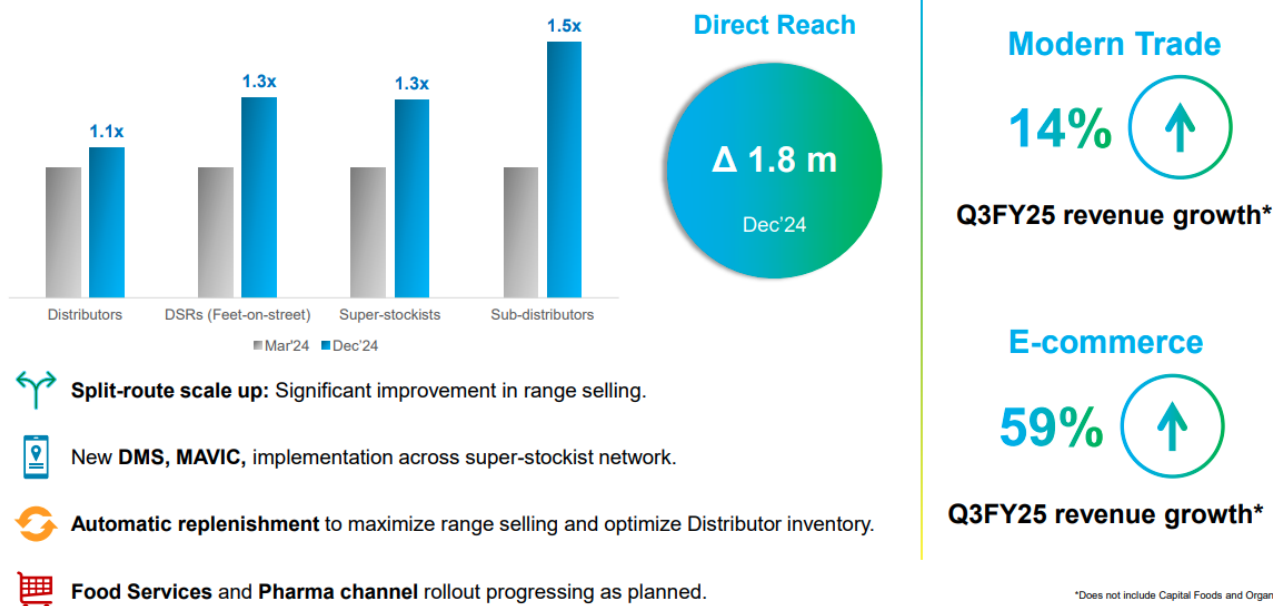 1.1x
1.3x
1.3x
1.5x
Distributors
DSRs (Feet-on-street)
Super-stockists
Sub-distributors
Mar'24 Dec'24
Direct Reach
Δ 1.8 m
Dec'24
Split-route scale up: Significant improvement in range selling.
New DMS, MAVIC, implementation across super-stockist network.
Automatic replenishment to maximize range selling and optimize Distributor inventory.
Food Services and Pharma channel rollout progressing as planned.
Modern Trade
14%
Q3FY25 revenue growth*
E-commerce
59%
Q3FY25 revenue growth*
*Does not include Capital Foods and Organ